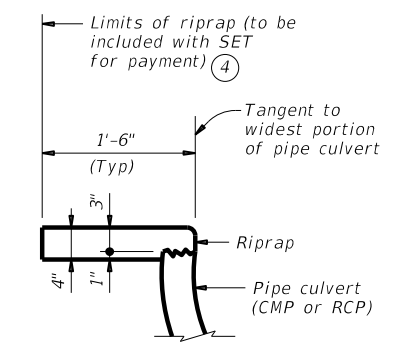 Limits of riprap (to be
included with SET
for payment) 4
Tangent to
widest portion
of pipe culvert
1'-6"
(Typ)
3"
Riprap
4"
1"
Pipe culvert
(CMP or RCP)